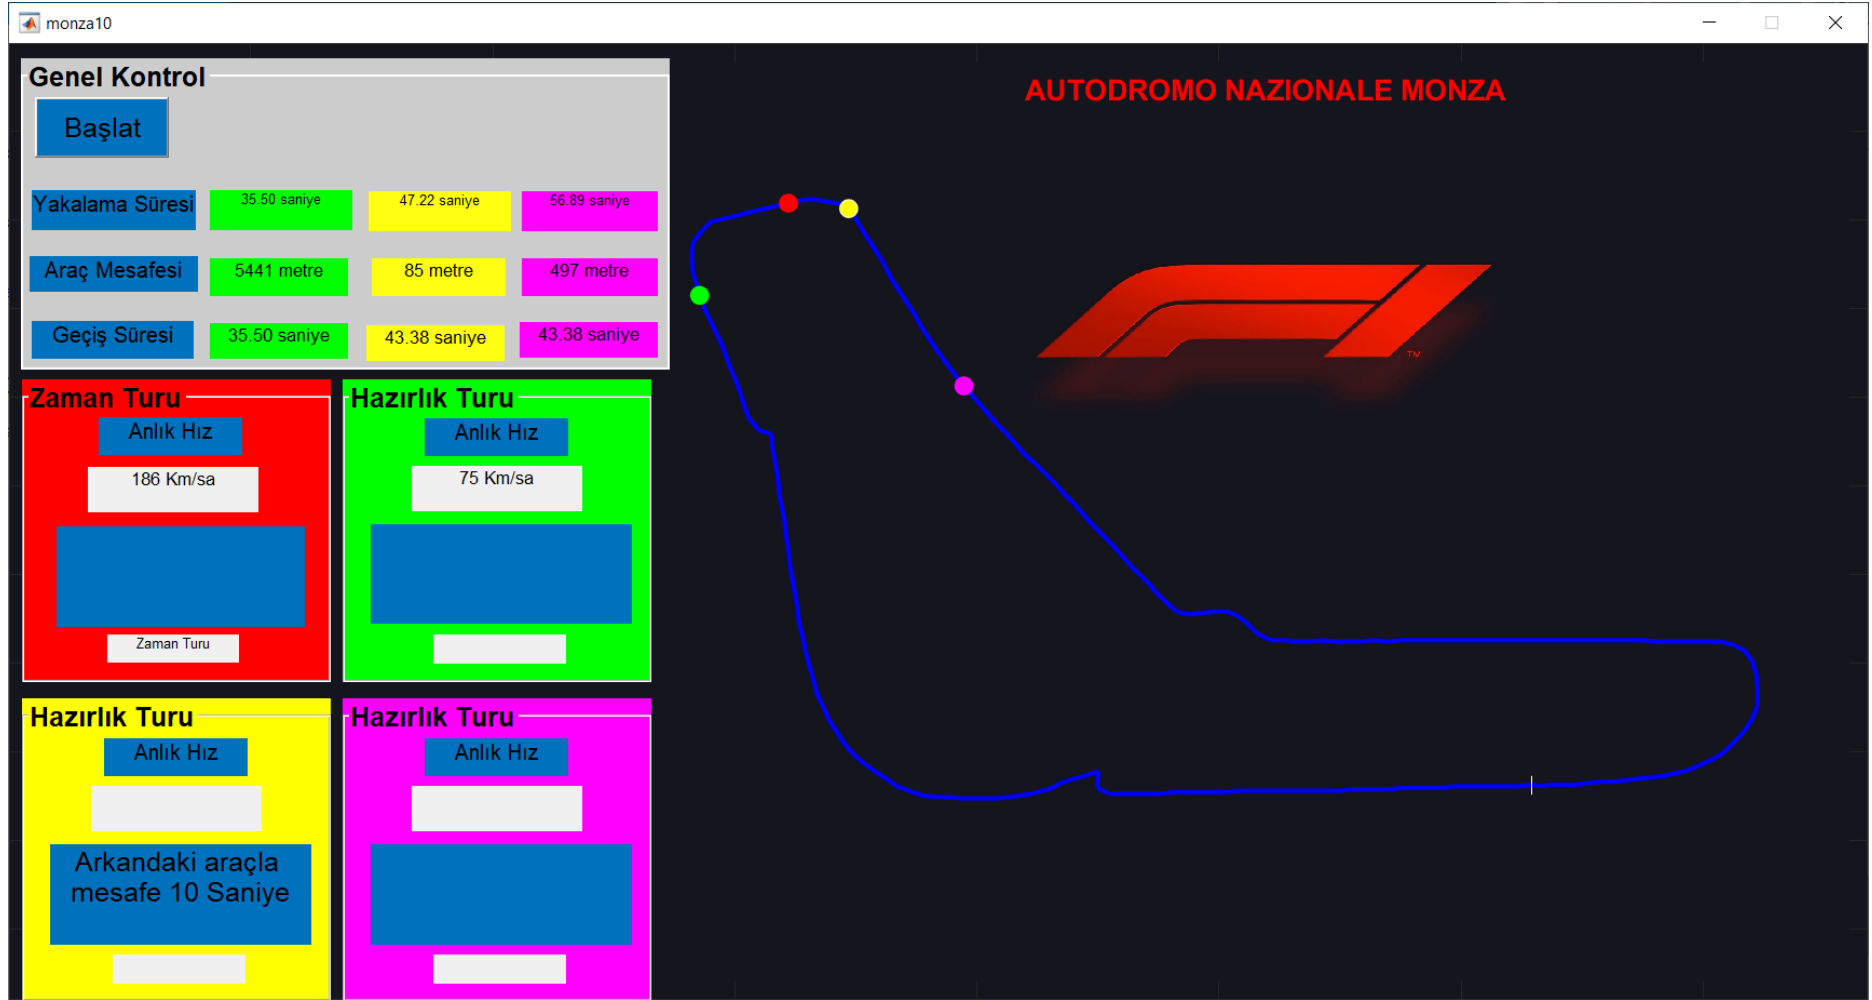 monza10
Genel Kontrol
Başlat
Yakalama Süresi
35.50 saniye
47.22 saniye
56.89 saniye
Araç Mesafesi
5441 metre
85 metre
497 metre
Geçiş Süresi
35.50 saniye
43.38 saniye
43.38 saniye
AUTODROMO NAZIONALE MONZA
F1
TM
Zaman Turu
Anlık Hız
186 Km/sa
Zaman Turu
Hazırlık Turu
Anlık Hız
75 Km/sa
Hazırlık Turu
Anlık Hız
Arkandaki araçla
mesafe 10 Saniye
Hazırlık Turu
Anlık Hız